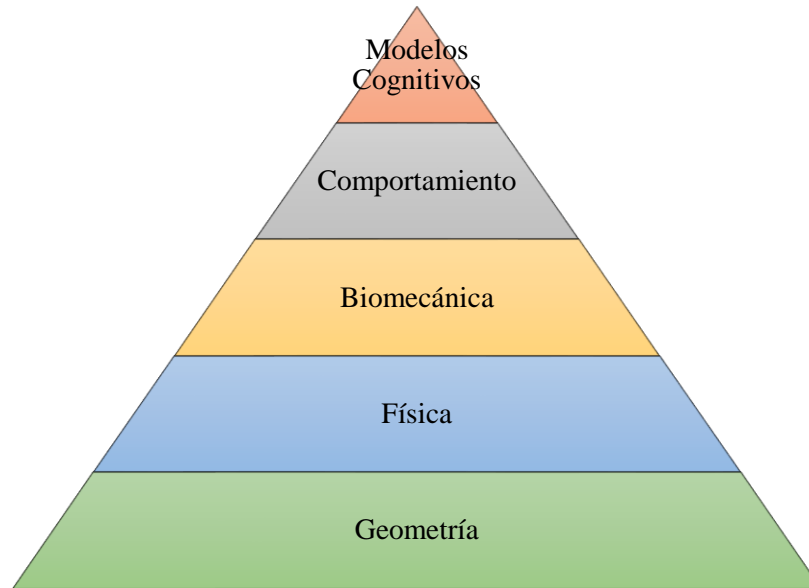 Modelos
Cognitivos
Comportamiento
Biomecánica
Física
Geometría